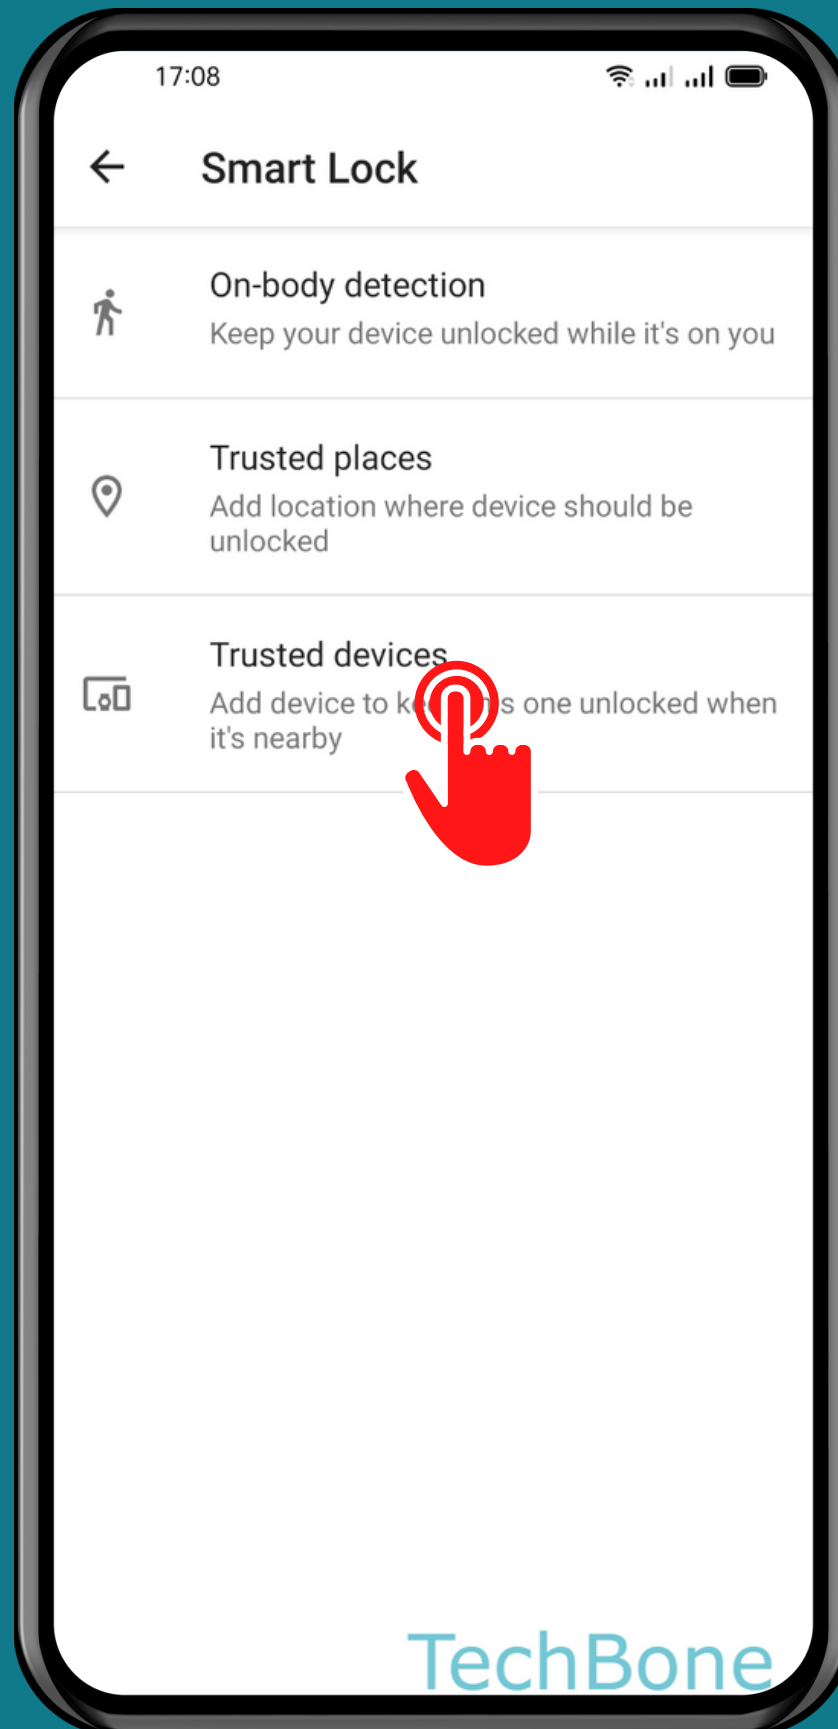 17:08
Smart Lock
On-body detection
Keep your device unlocked while it's on you
Trusted places
Add location where device should be
unlocked
Trusted devices
Add device to s one unlocked when
it's nearby
TechBone